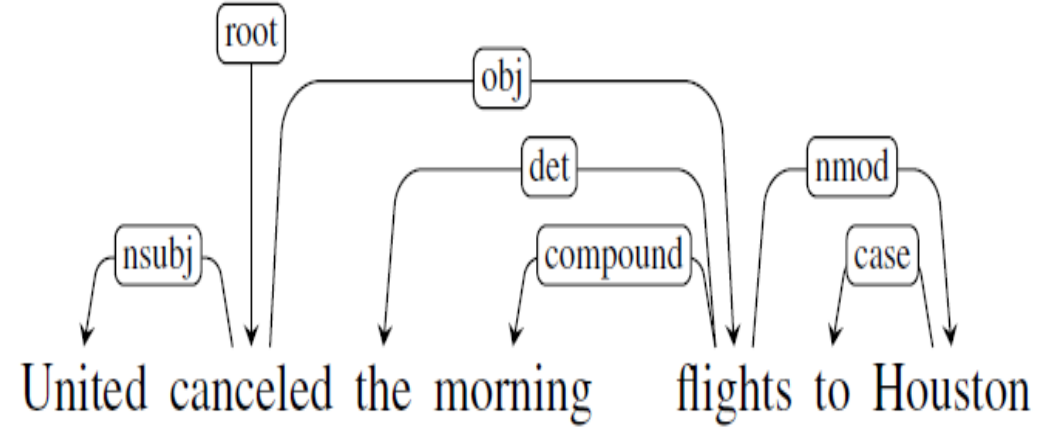 root
obj
det nmod
nsubj compound case
United canceled the morning flights to Houston